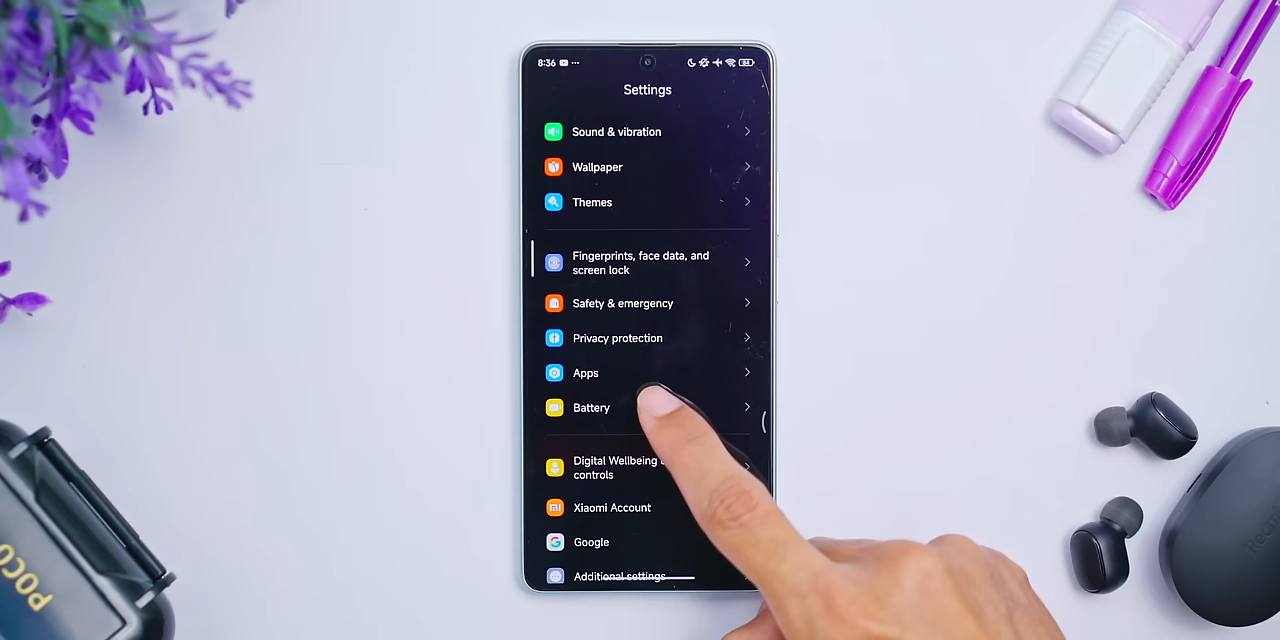 8:36
84
Settings
Sound & vibration
Wallpaper
Themes
Fingerprints, face data, and
screen lock
Safety & emergency
Privacy protection
Apps
Battery
Digital Wellbeing
controls
Xiaomi Account
Google
Additional settings
POCO